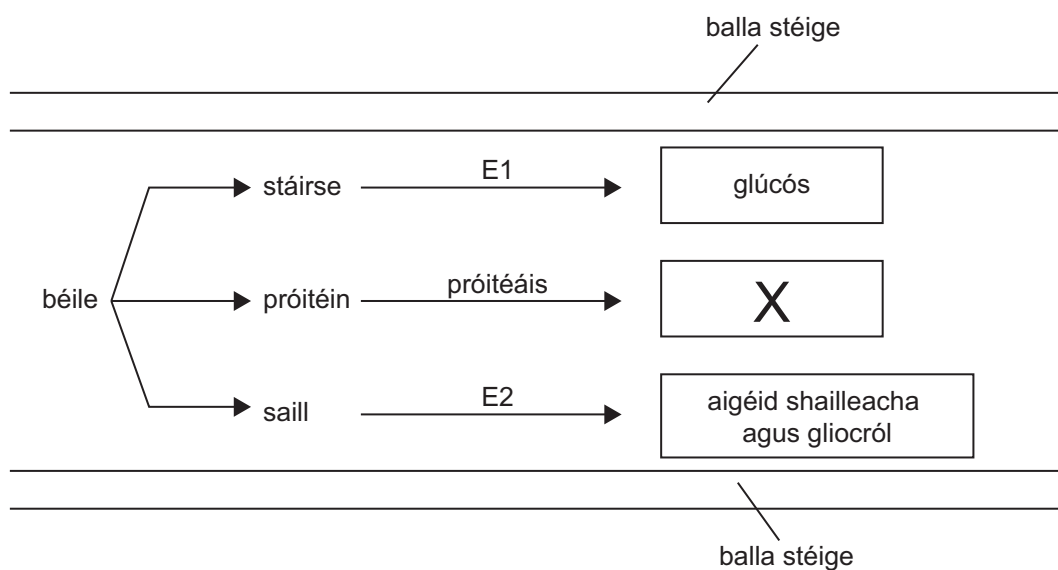 balla stéige
stáirse
E1
glúcós
béile
próitéin
próitéáis
X
saill
E2
aigéid shailleacha
agus gliocról
balla stéige